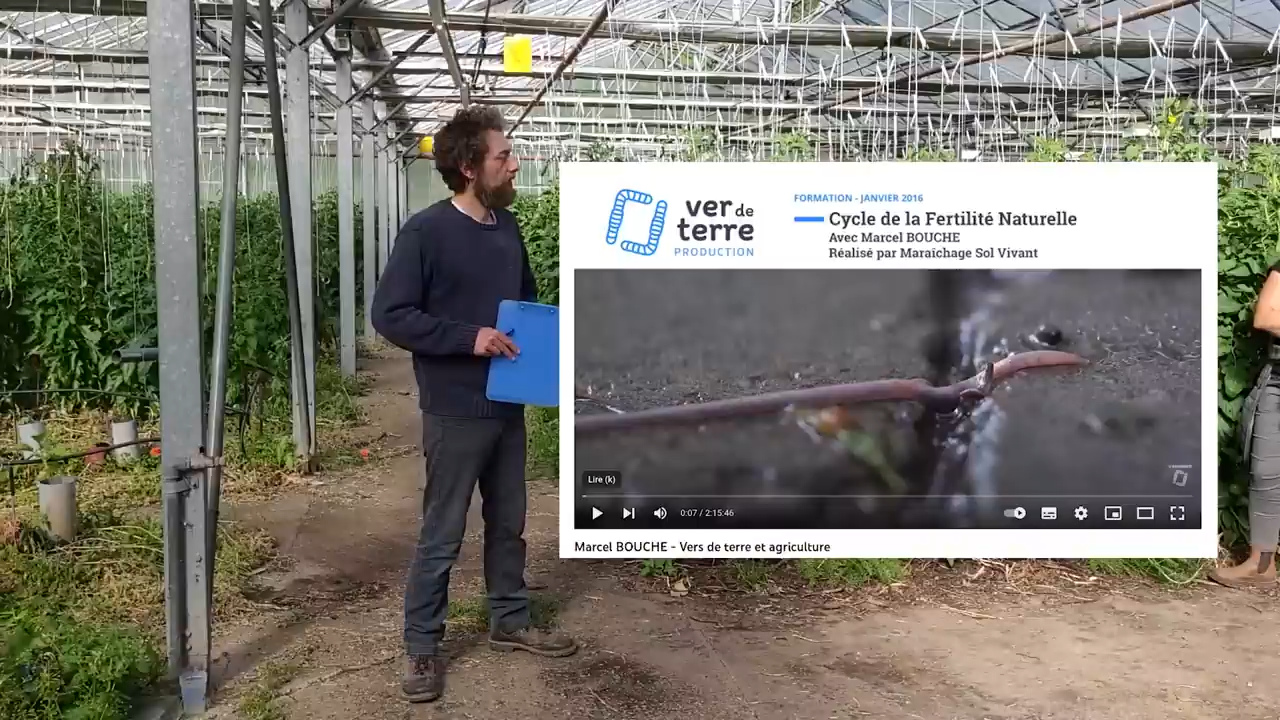 ver de
terre
PRODUCTION
FORMATION - JANVIER 2016
Cycle de la Fertilité Naturelle
Avec Marcel BOUCHE
Réalisé par Maraîchage Sol Vivant
Lire (k)
0:07 / 2:15:46
Marcel BOUCHE - Vers de terre et agriculture